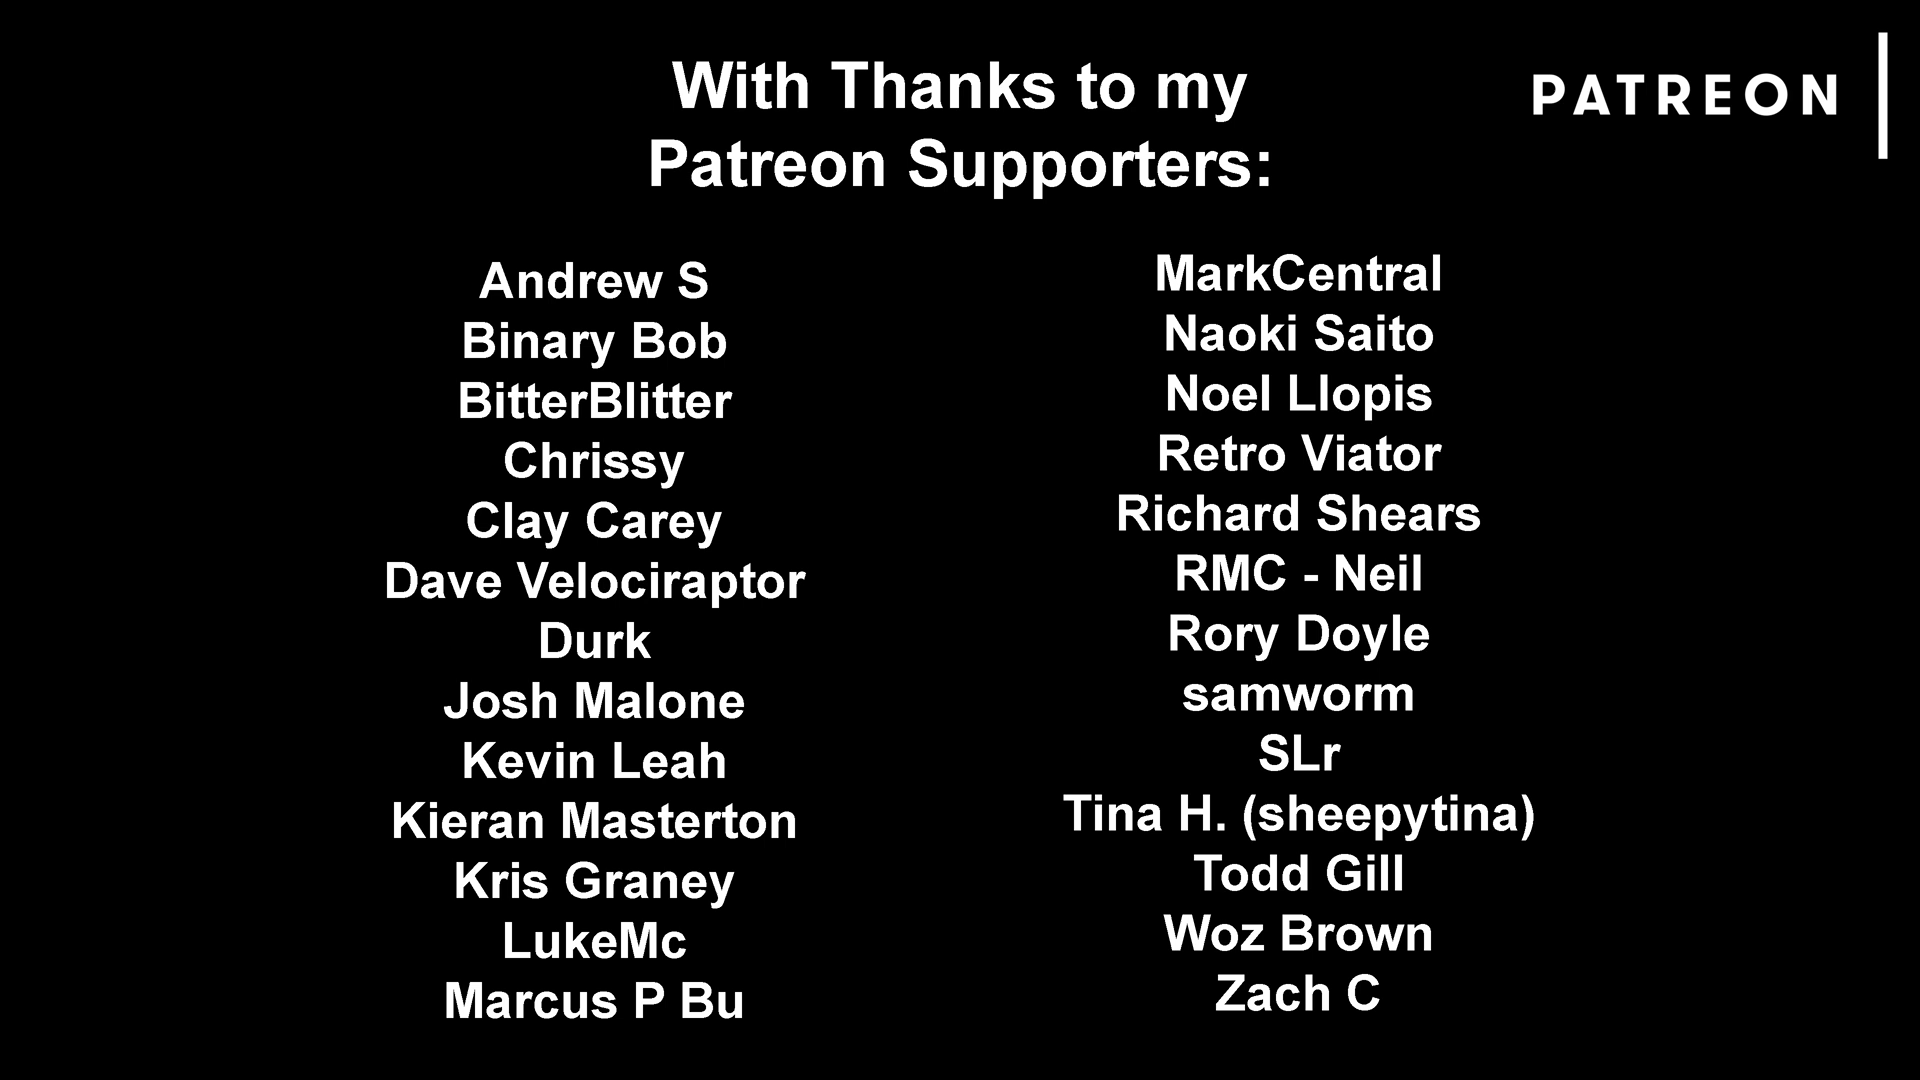 With Thanks to my
Patreon Supporters:
PATREON
Andrew S
Binary Bob
BitterBlitter
Chrissy
Clay Carey
Dave Velociraptor
Durk
Josh Malone
Kevin Leah
Kieran Masterton
Kris Graney
LukeMc
Marcus P Bu
MarkCentral
Naoki Saito
Noel Llopis
Retro Viator
Richard Shears
RMC - Neil
Rory Doyle
samworm
SLr
Tina H. (sheepytina)
Todd Gill
Woz Brown
Zach C